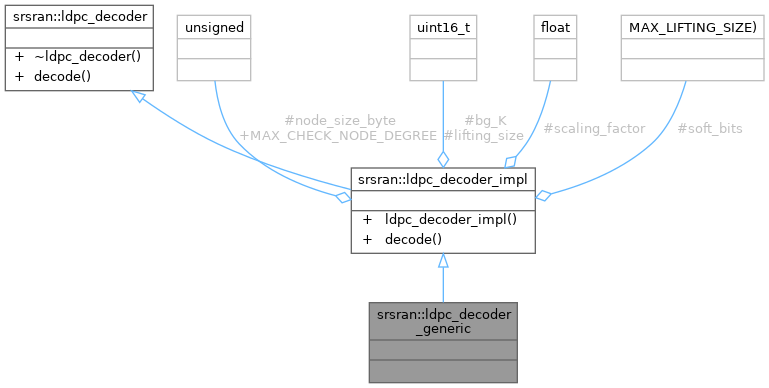 srsran::ldpc_decoder
+ ~ldpc_decoder()
+ decode()
unsigned
uint16_t
float
MAX_LIFTING_SIZE)
#node_size_byte
+MAX_CHECK_NODE_DEGREE
#bg_K
#lifting_size
#scaling_factor
#soft_bits
srsran::ldpc_decoder_impl
+ ldpc_decoder_impl()
+ decode()
srsran::ldpc_decoder
_generic